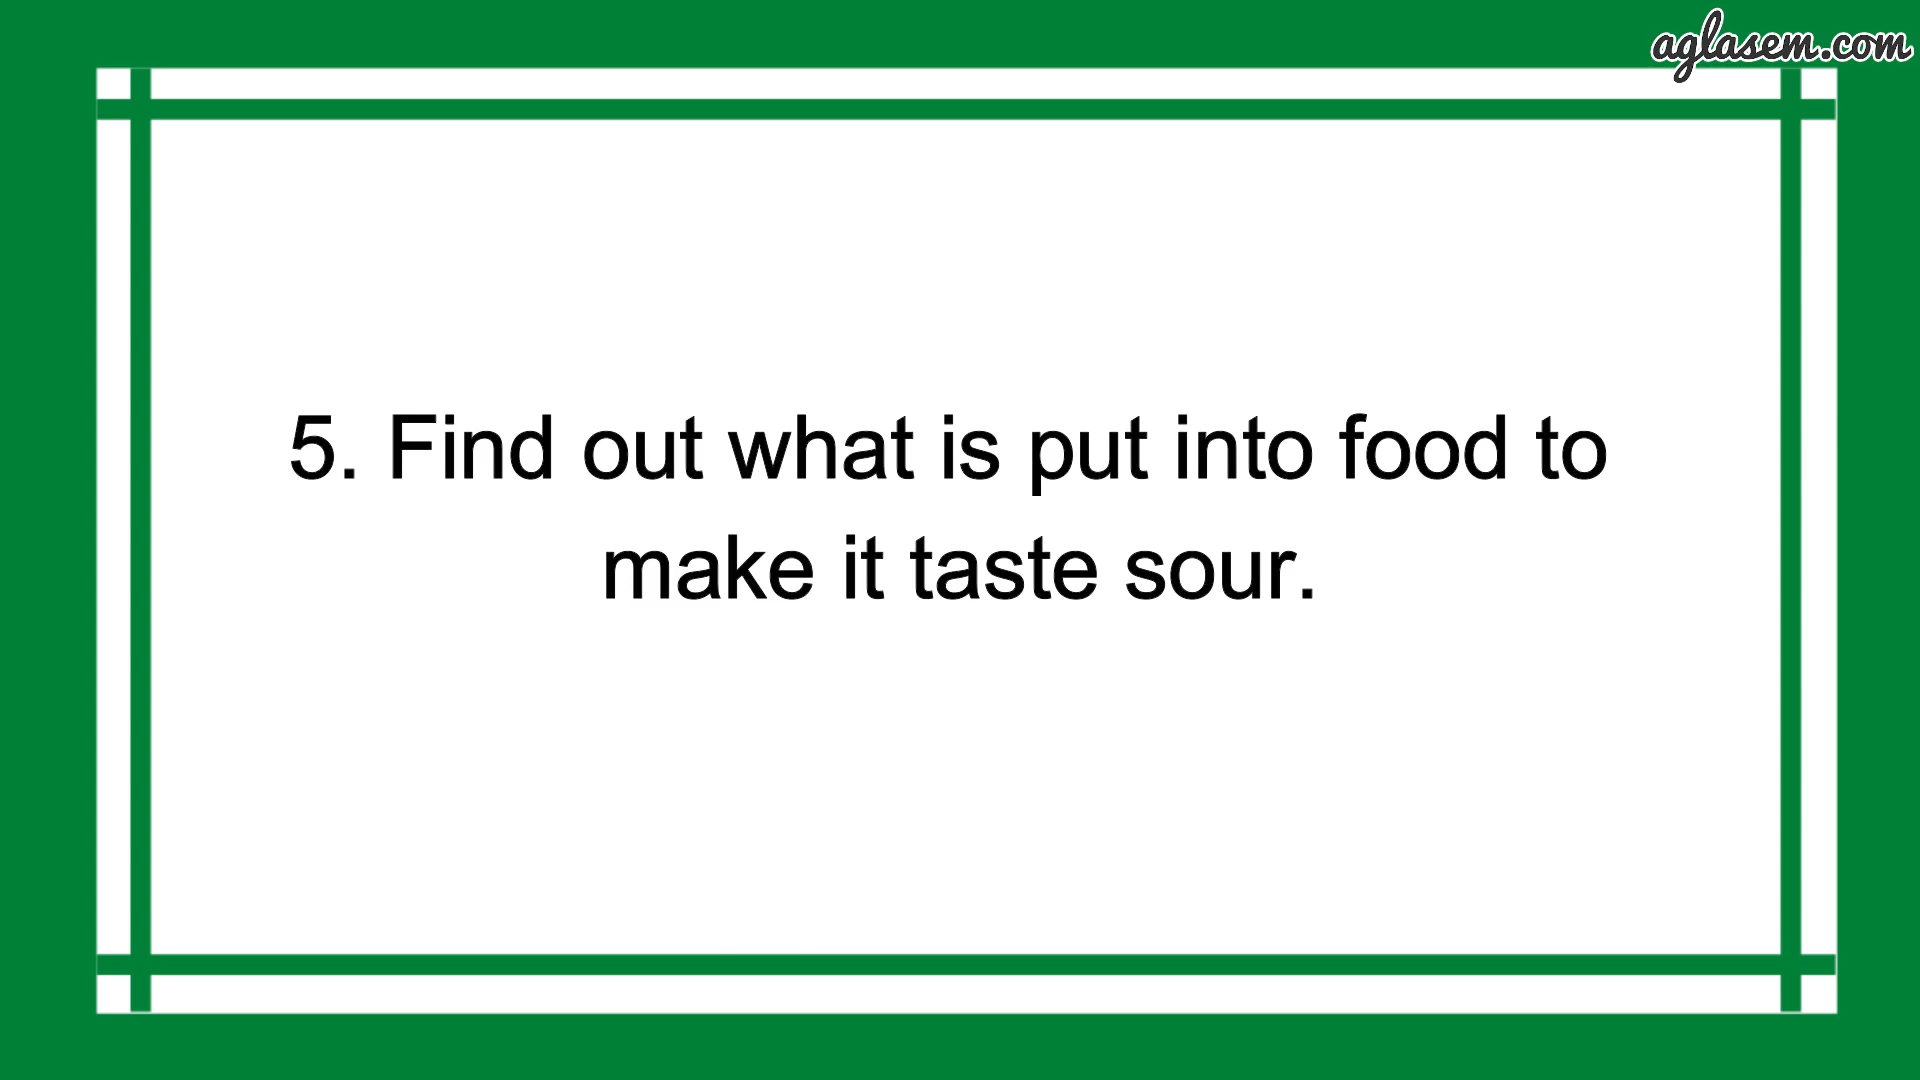 aglasem.com
5. Find out what is put into food to
make it taste sour.